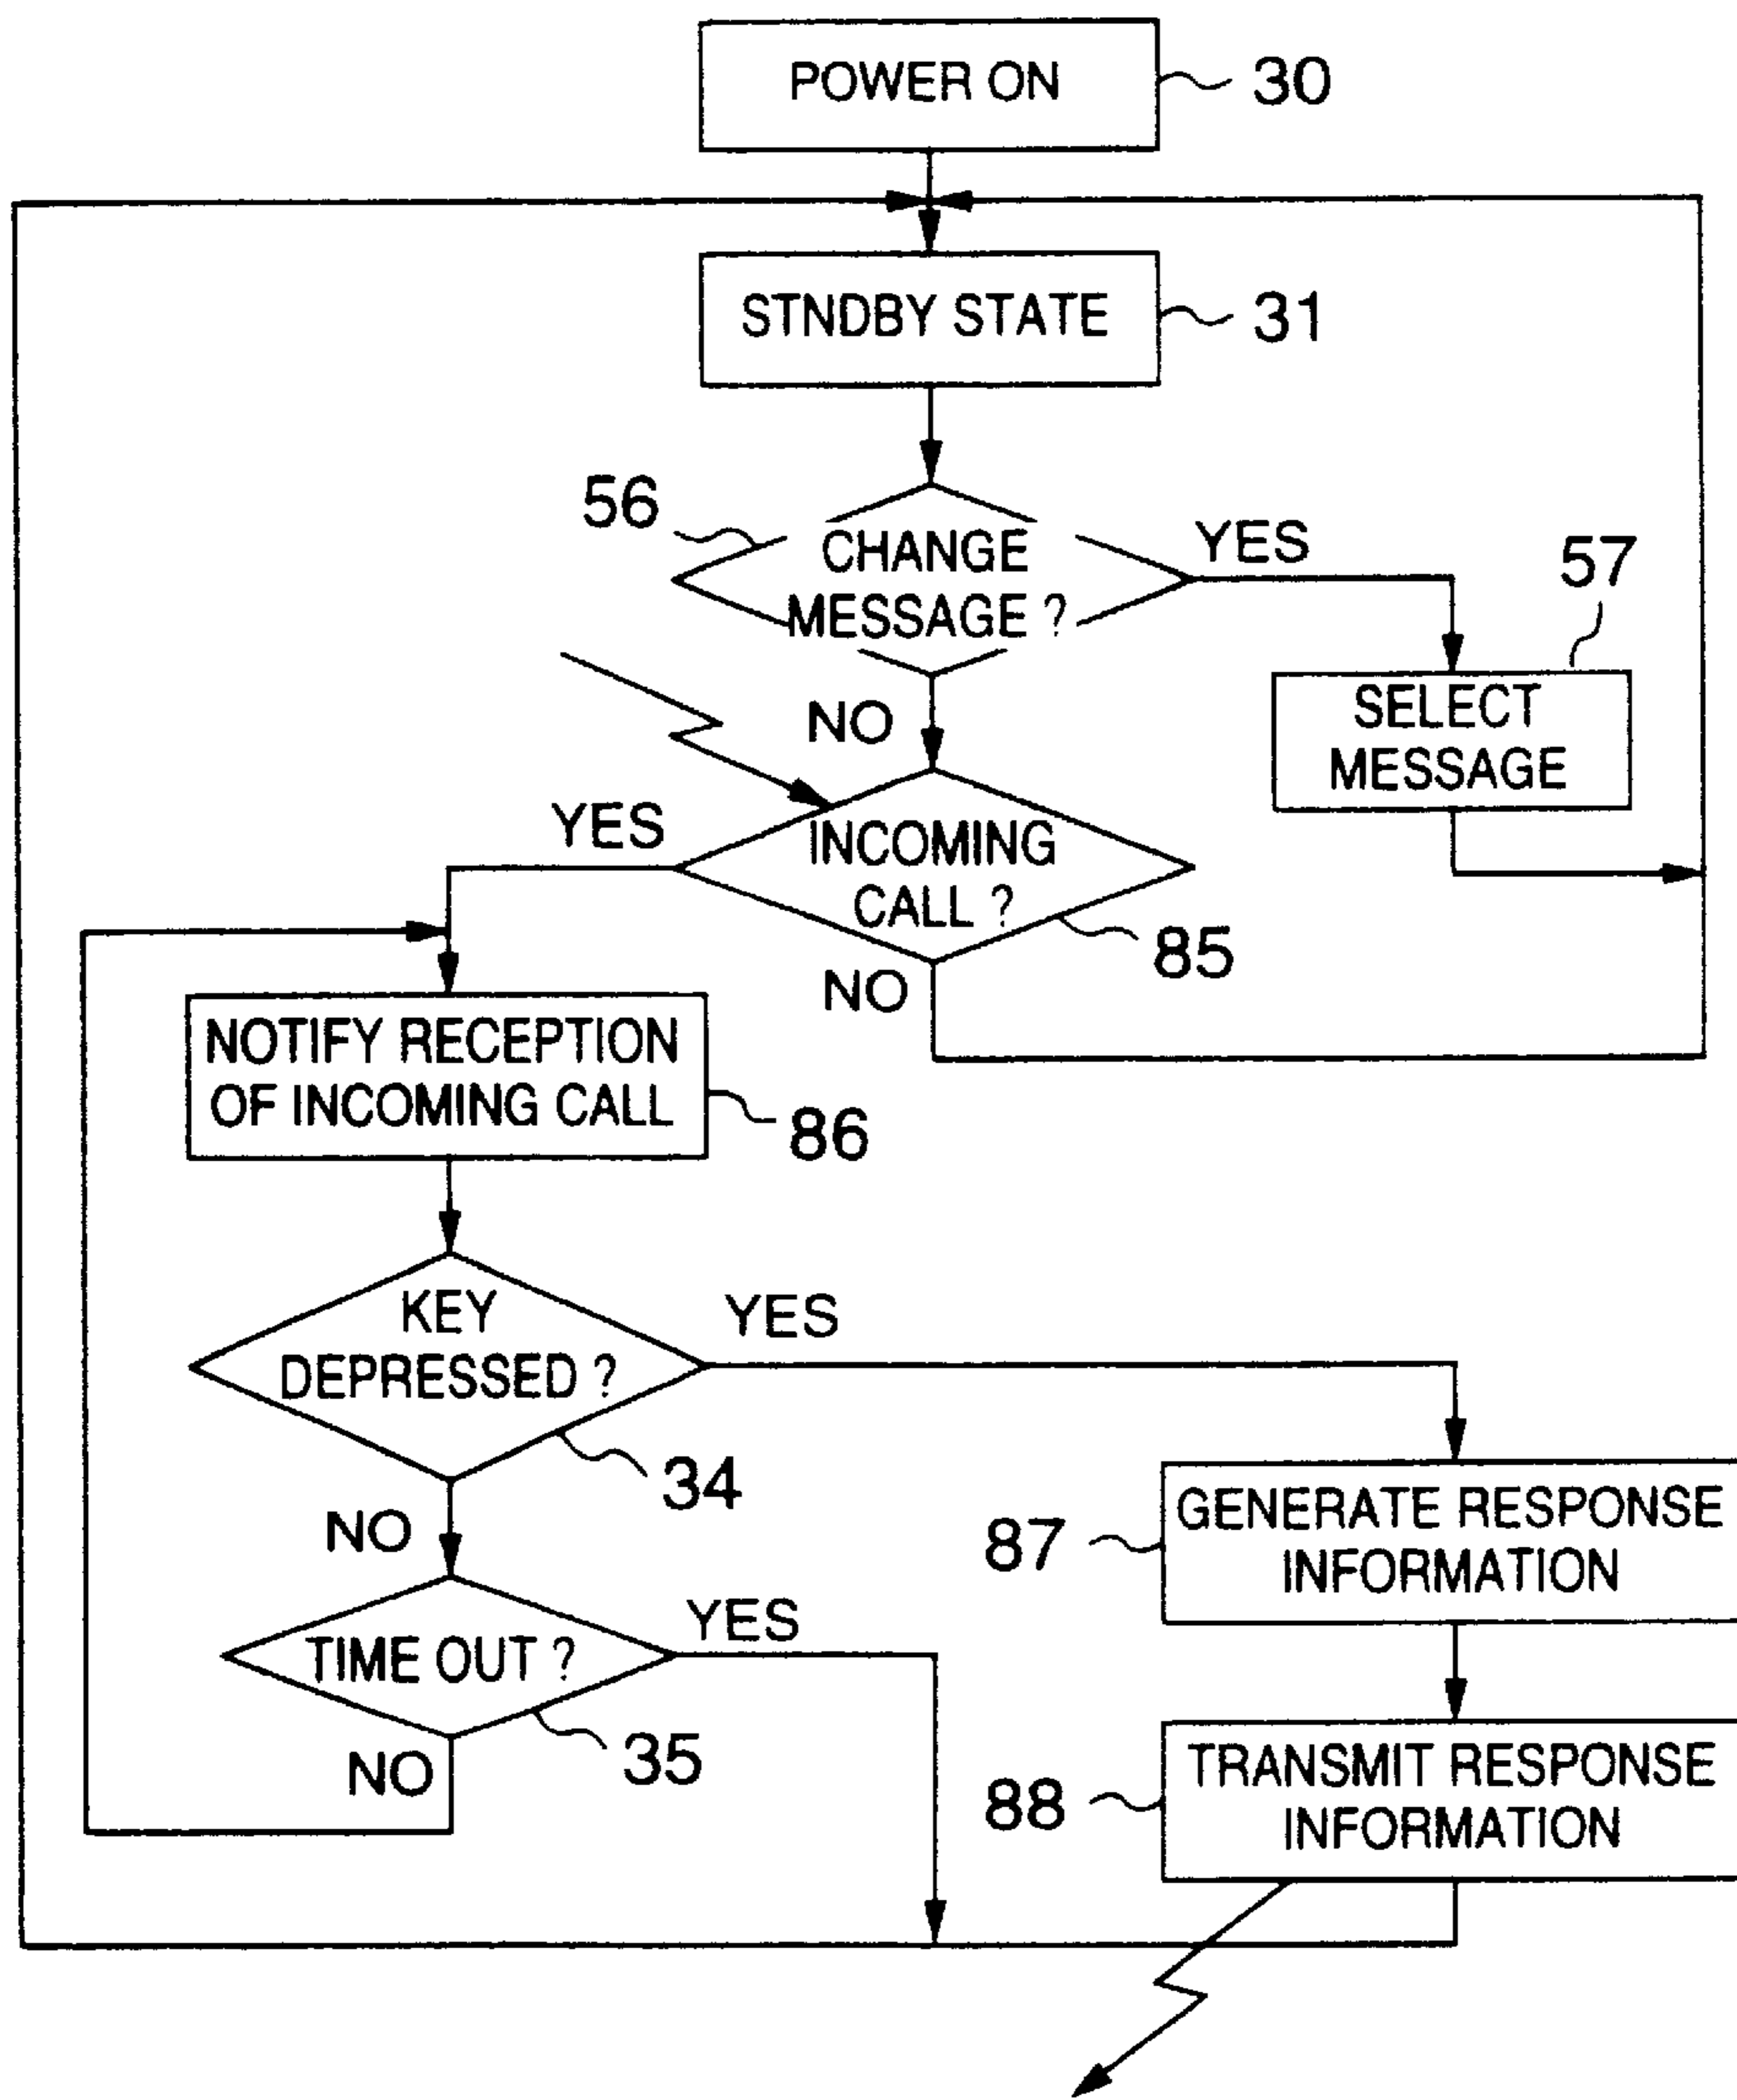 POWER ON
30
STNDBY STATE
31
56
CHANGE
MESSAGE ?
YES
57
NO
SELECT
MESSAGE
YES
INCOMING
CALL ?
85
NO
NOTIFY RECEPTION
OF INCOMING CALL
86
KEY
DEPRESSED ?
YES
34
NO
87
GENERATE RESPONSE
INFORMATION
TIME OUT ?
YES
35
NO
88
TRANSMIT RESPONSE
INFORMATION